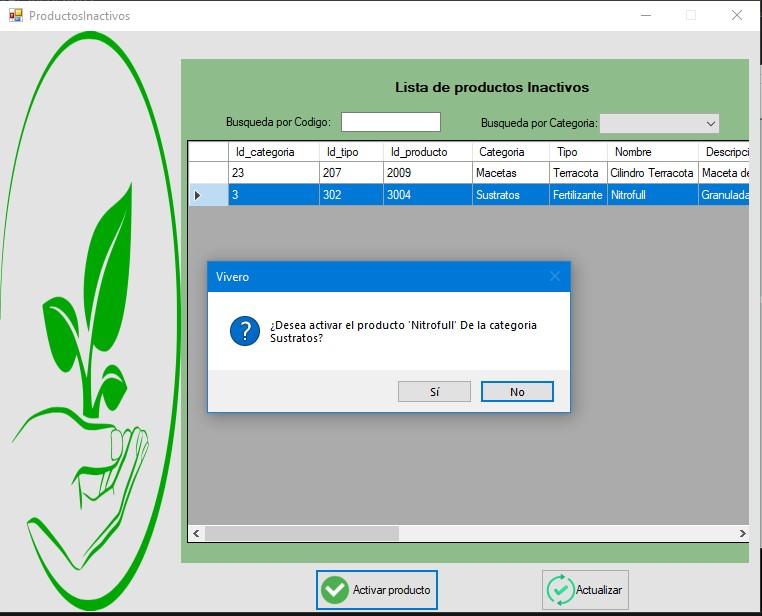 ProductosInactivos
Lista de productos Inactivos
Busqueda por Codigo:
Busqueda por Categoria:
Id_categoria Id_tipo Id_producto Categoria Tipo Nombre Descripci
23 207 2009 Macetas Terracota Cilindro Terracota Maceta de
3 302 3004 Sustratos Fertilizante Nitrofull Granulada
Vivero
¿Desea activar el producto 'Nitrofull' De la categoria
Sustratos?
Sí No
Activar producto Actualizar